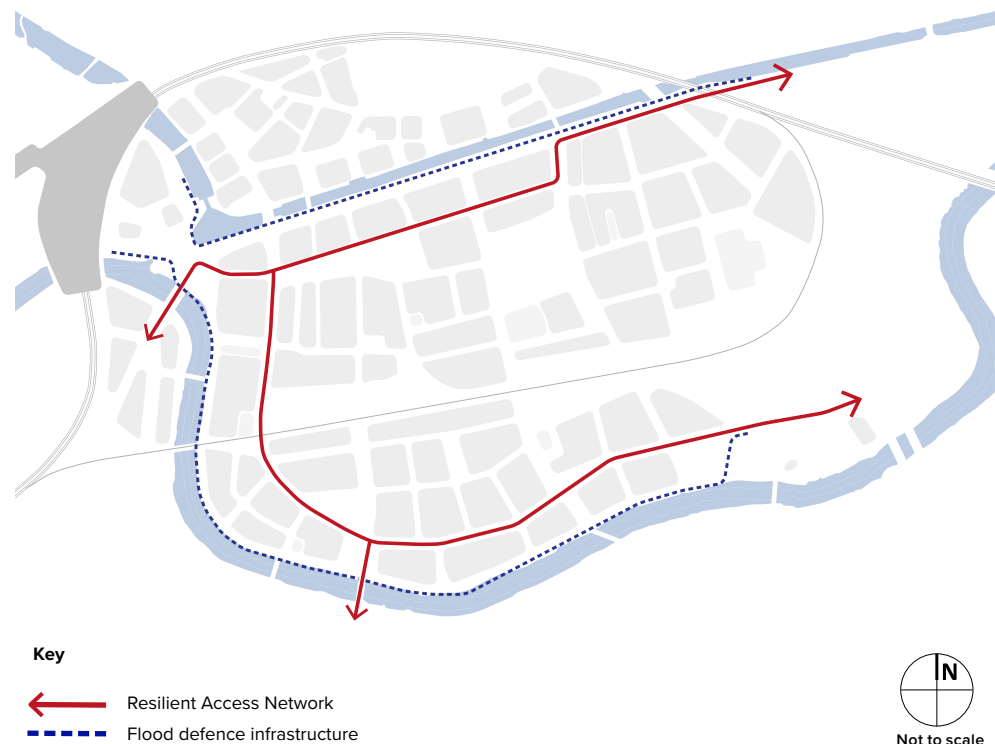 Key
N
Resilient Access Network
Flood defence infrastructure
Not to scale